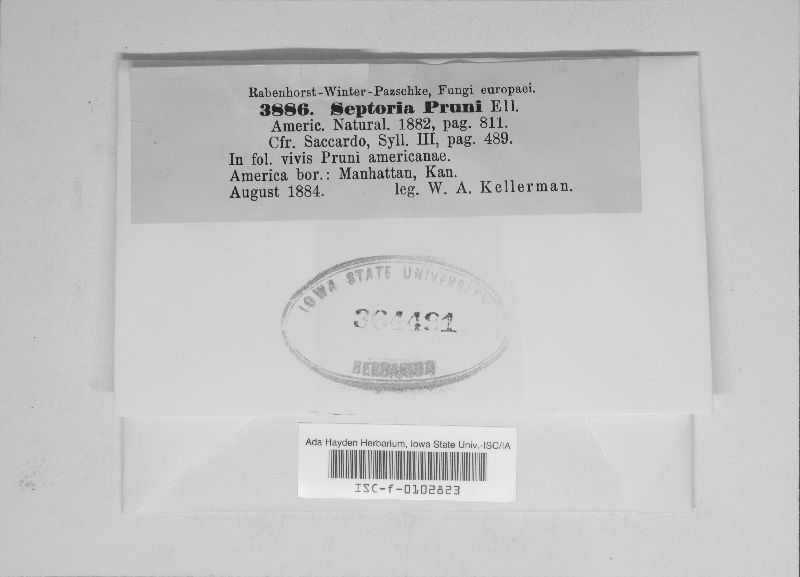 Rabenhorst-Winter-Pazschke, Fungi europaei.
3886. Septoria Pruni Ell.
Americ. Natural. 1882, pag. 811.
Cfr. Saccardo, Syll. III, pag. 489.
In fol. vivis Pruni americanae.
America bor.: Manhattan, Kan.
August 1884. leg. W. A. Kellerman.
IOWA STATE UNIVERSITY
364491
HERBARIUM
Ada Hayden Herbarium, Iowa State Univ.-ISC/IA
ISC-f-0102823